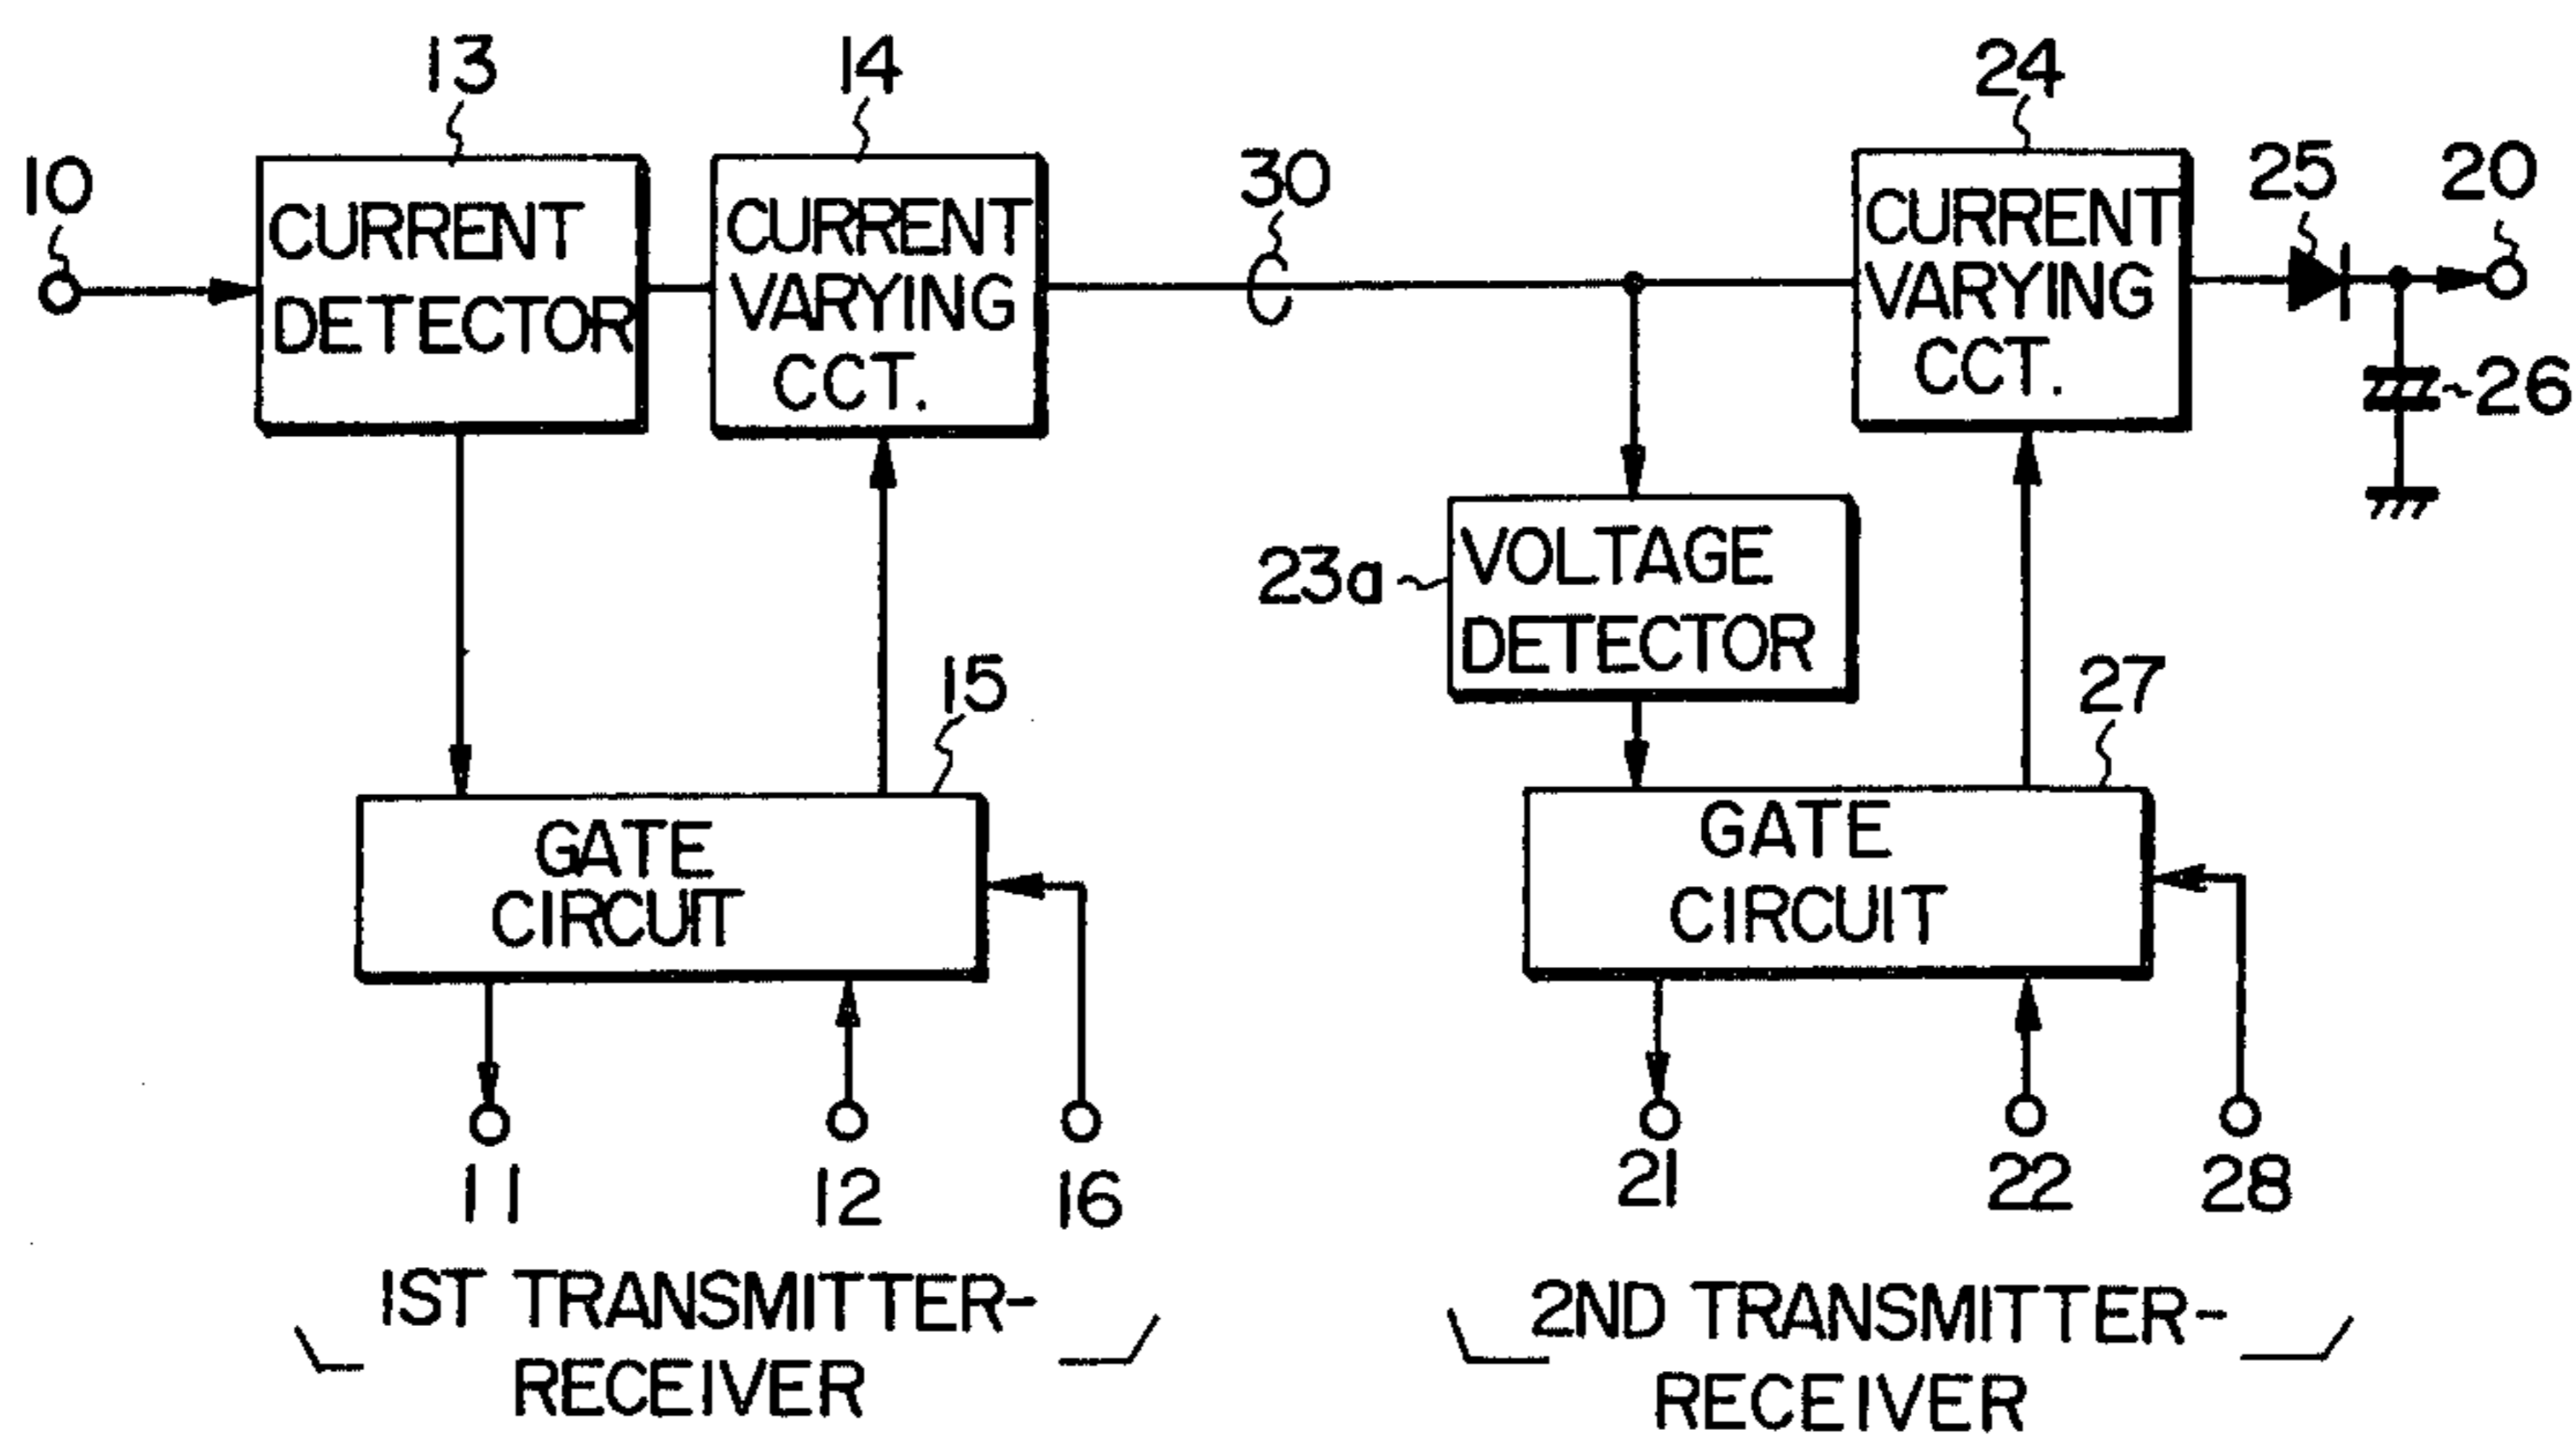 13
14
24
10
30
25
20
CURRENT
DETECTOR
CURRENT
VARYING
CCT.
CURRENT
VARYING
CCT.
26
23a
VOLTAGE
DETECTOR
15
27
GATE
CIRCUIT
GATE
CIRCUIT
11
12
16
21
22
28
1ST TRANSMITTER-
RECEIVER
2ND TRANSMITTER-
RECEIVER